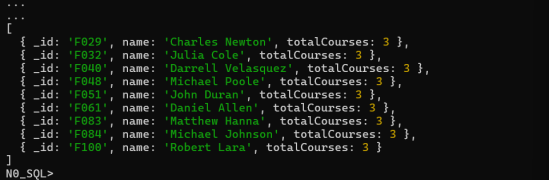 ...
...
[
  { _id: 'F029', name: 'Charles Newton', totalCourses: 3 },
  { _id: 'F032', name: 'Julia Cole', totalCourses: 3 },
  { _id: 'F040', name: 'Darrell Velasquez', totalCourses: 3 },
  { _id: 'F048', name: 'Michael Poole', totalCourses: 3 },
  { _id: 'F051', name: 'John Duran', totalCourses: 3 },
  { _id: 'F061', name: 'Daniel Allen', totalCourses: 3 },
  { _id: 'F083', name: 'Matthew Hanna', totalCourses: 3 },
  { _id: 'F084', name: 'Michael Johnson', totalCourses: 3 },
  { _id: 'F100', name: 'Robert Lara', totalCourses: 3 }
]
N0_SQL>